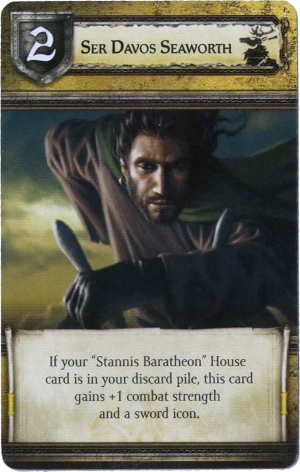 2
SER DAVOS SEAWORTH
If your “Stannis Baratheon” House
card is in your discard pile, this card
gains +1 combat strength
and a sword icon.